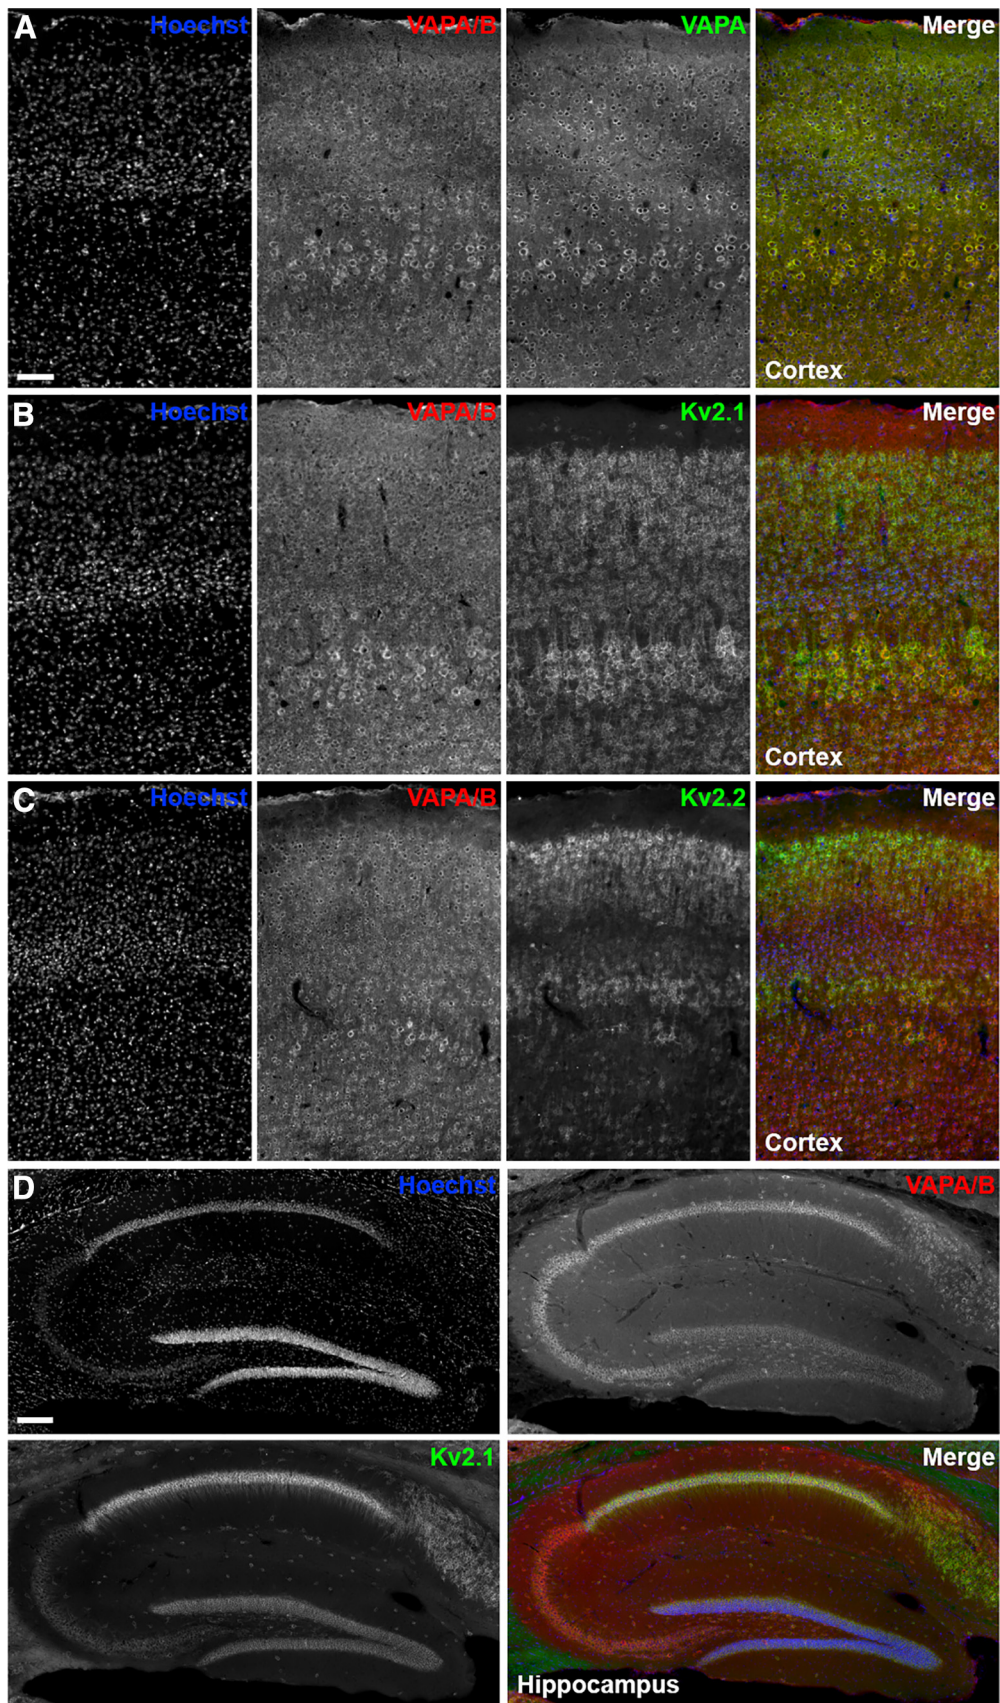 A Hoechst VAPA/B VAPA Merge
Cortex
B Hoechst VAPA/B Kv2.1 Merge
Cortex
C Hoechst VAPA/B Kv2.2 Merge
Cortex
D Hoechst VAPA/B
Kv2.1 Merge
Hippocampus